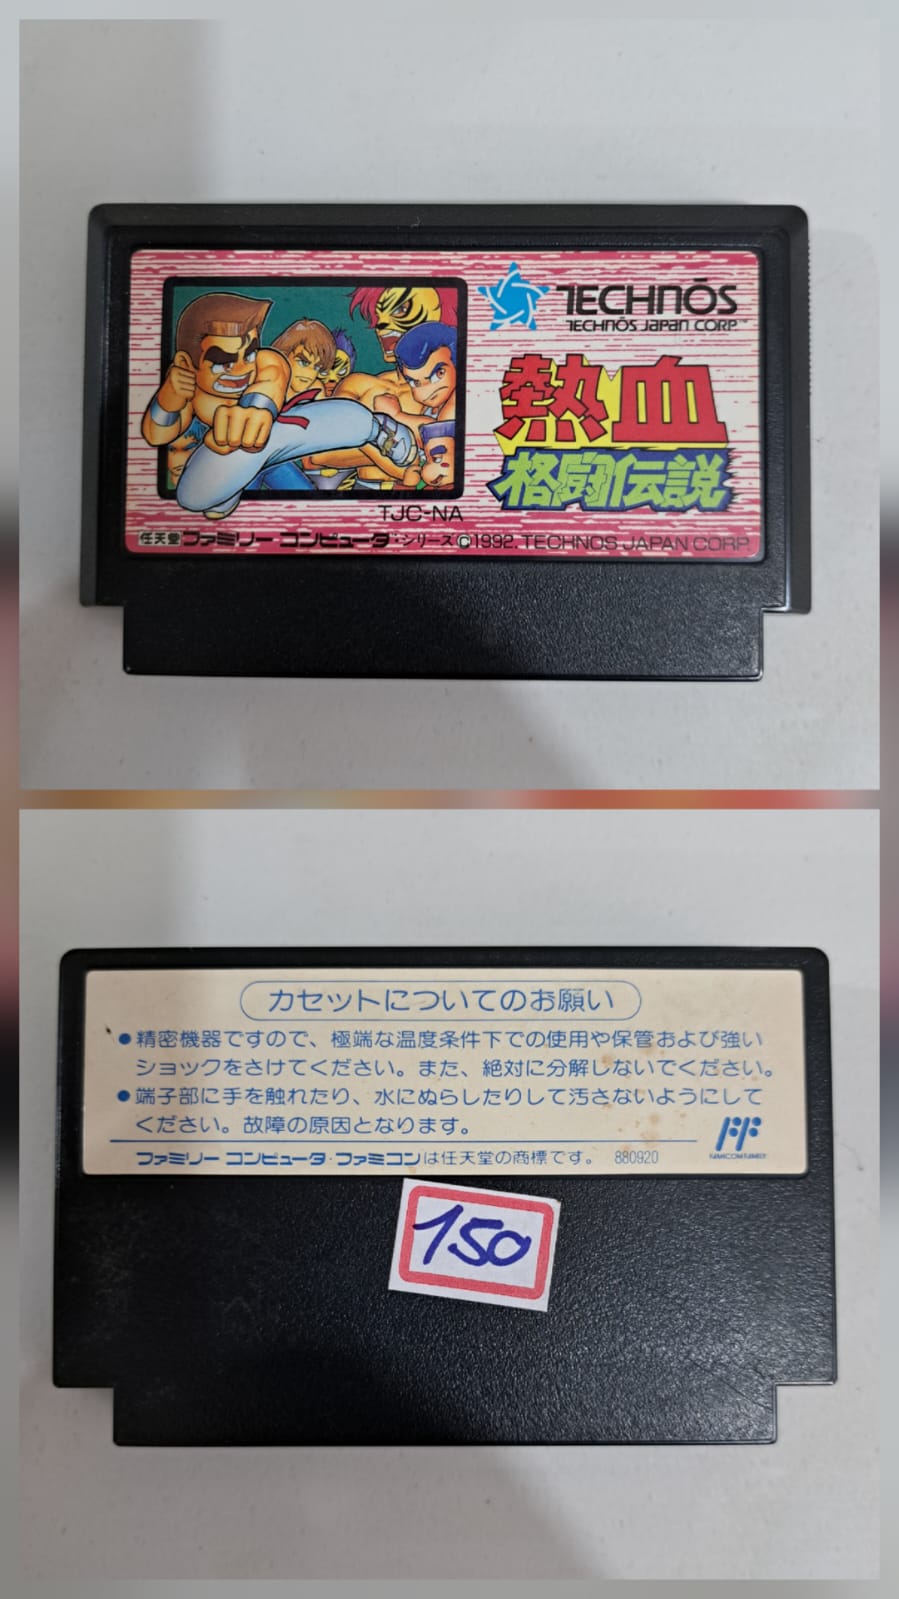 TECHNŌS
TECHNŌS JAPAN CORP.™
熱血
格闘伝説
TJC-NA
任天堂 ファミリー コンピュータ・シリーズ ©1992. TECHNOS JAPAN CORP.
カセットについてのお願い
●精密機器ですので、極端な温度条件下での使用や保管および強い
ショックをさけてください。また、絶対に分解しないでください。
●端子部に手を触れたり、水にぬらしたりして汚さないようにして
ください。故障の原因となります。
FF
FAMICOM FAMILY
ファミリー コンピュータ・ファミコンは任天堂の商標です。 880920
150